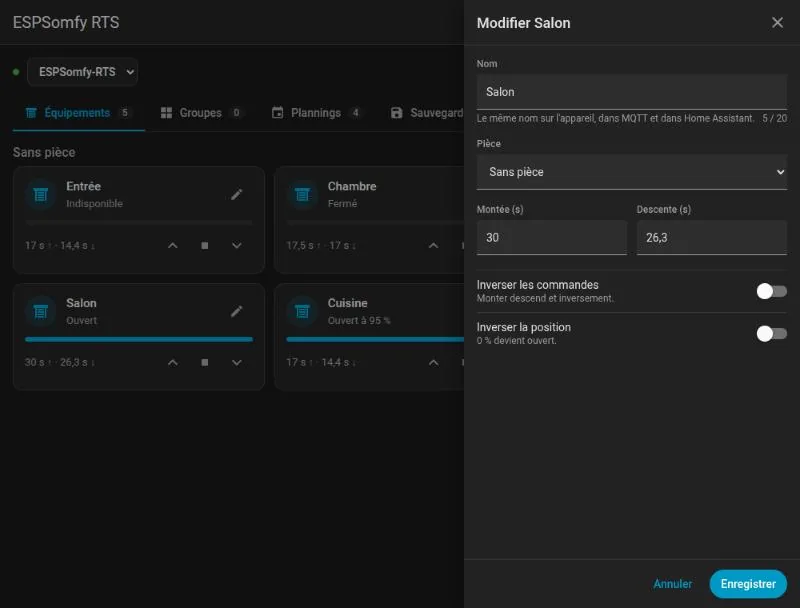 ESPSomfy RTS
ESPSomfy-RTS
Équipements 5
Groupes 0
Plannings 4
Sauvegard
Sans pièce
Entrée
Indisponible
17 s ↑ · 14,4 s ↓
Chambre
Fermé
17,5 s ↑ · 17 s ↓
Salon
Ouvert
30 s ↑ · 26,3 s ↓
Cuisine
Ouvert à 95 %
17 s ↑ · 14,4 s ↓
Modifier Salon
Nom
Salon
Le même nom sur l'appareil, dans MQTT et dans Home Assistant. 5 / 20
Pièce
Sans pièce
Montée (s)
30
Descente (s)
26,3
Inverser les commandes
Monter descend et inversement.
Inverser la position
0 % devient ouvert.
Annuler
Enregistrer